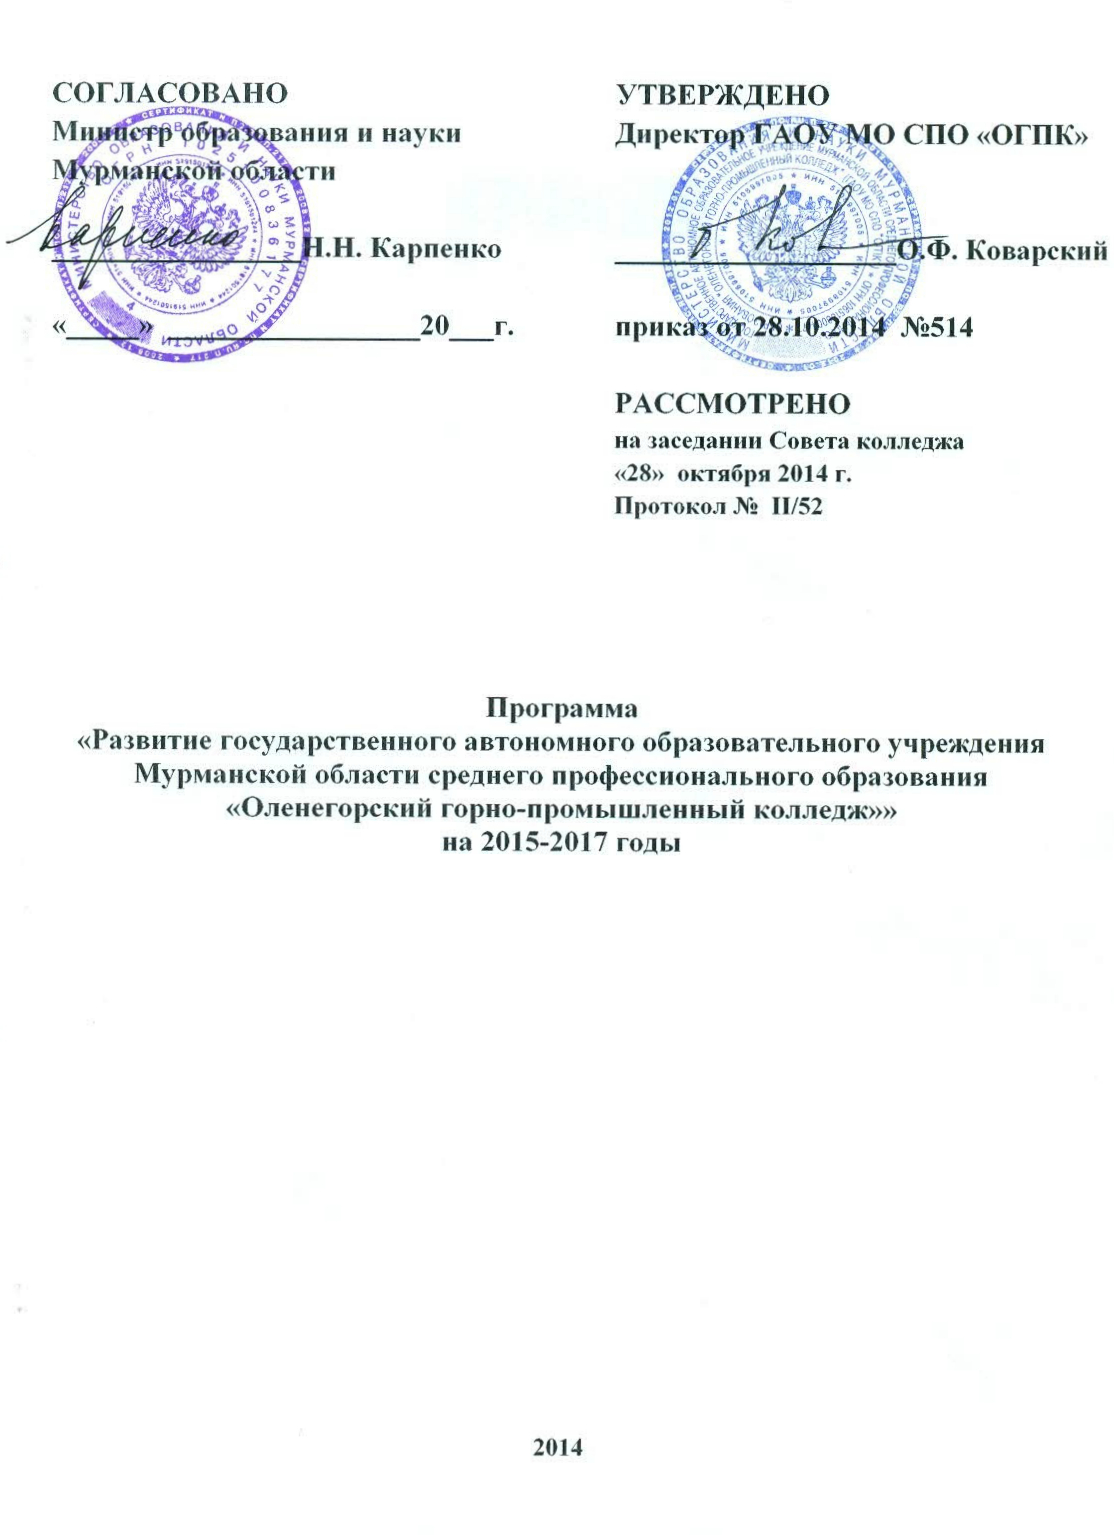 СОГЛАСОВАНО
Министр образования и науки
Мурманской области
Н.Н. Карпенко
«_____» __________________20___г.
УТВЕРЖДЕНО
Директор ГАОУ МО СПО «ОГПК»
О.Ф. Коварский
приказ от 28.10.2014 №514
РАССМОТРЕНО
на заседании Совета колледжа
«28» октября 2014 г.
Протокол № II/52
Программа
«Развитие государственного автономного образовательного учреждения
Мурманской области среднего профессионального образования
«Оленегорский горно-промышленный колледж»»
на 2015-2017 годы
2014